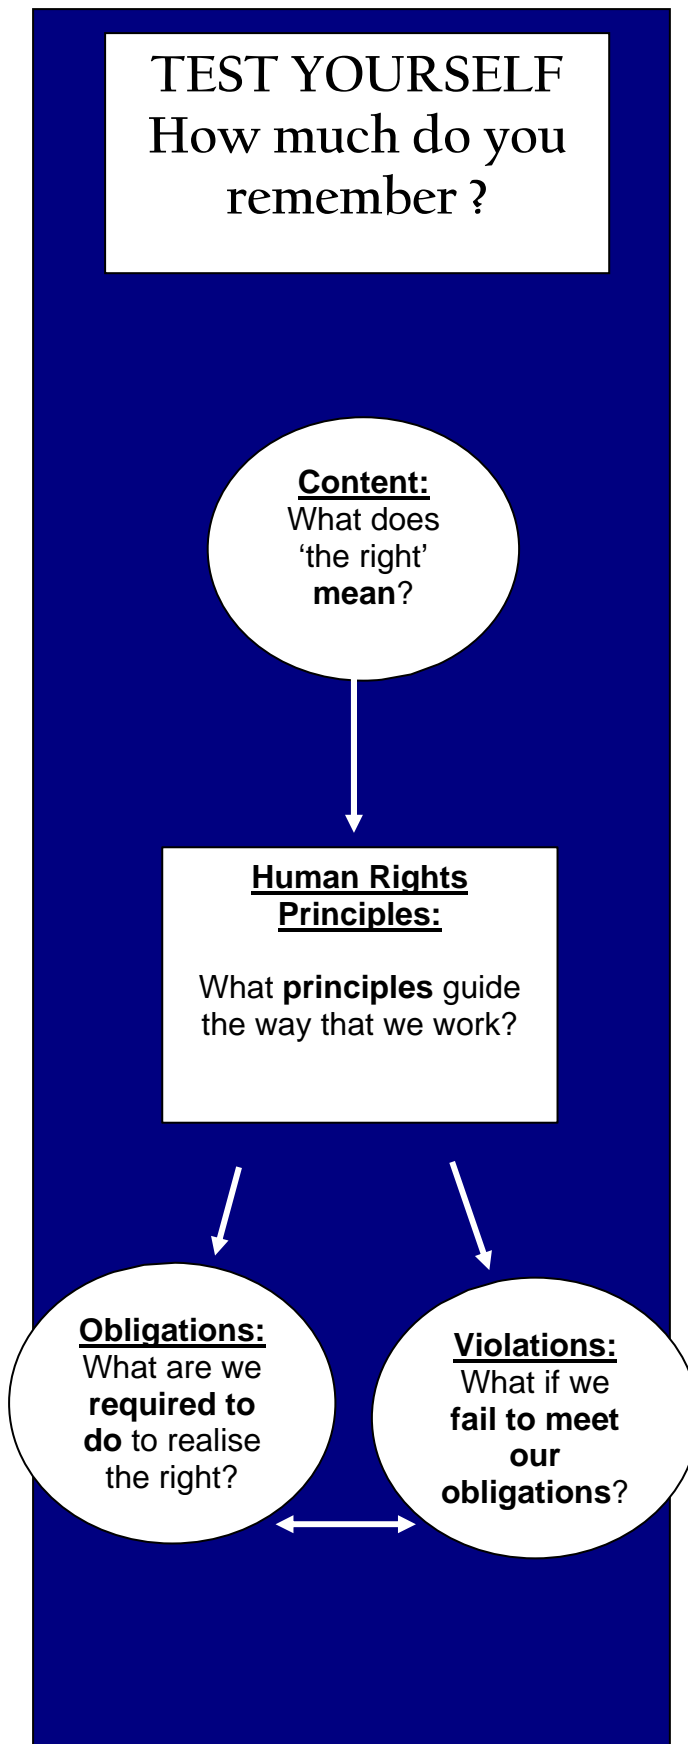 TEST YOURSELF
How much do you
remember ?
Content:
What does
‘the right’
mean?
Human Rights
Principles:
What principles guide
the way that we work?
Obligations:
What are we
required to
do to realise
the right?
Violations:
What if we
fail to meet
our
obligations?